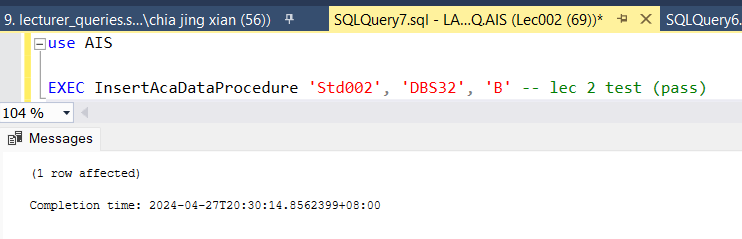 9. lecturer_queries.s...\chia jing xian (56)) SQLQuery7.sql - LA...Q.AIS (Lec002 (69))* SQLQuery6.
use AIS
EXEC InsertAcaDataProcedure 'Std002', 'DBS32', 'B' -- lec 2 test (pass)
104 %
Messages
(1 row affected)
Completion time: 2024-04-27T20:30:14.8562399+08:00